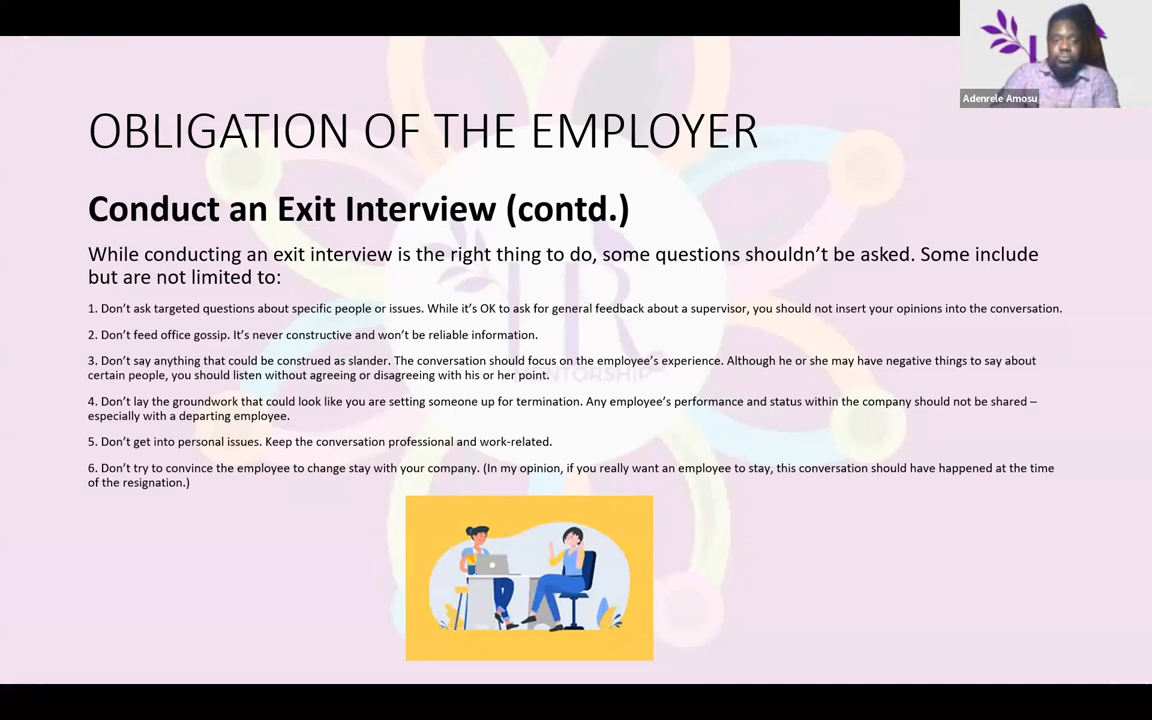 Adenrele Amosu
OBLIGATION OF THE EMPLOYER
Conduct an Exit Interview (contd.)
While conducting an exit interview is the right thing to do, some questions shouldn’t be asked. Some include
but are not limited to:
1. Don’t ask targeted questions about specific people or issues. While it’s OK to ask for general feedback about a supervisor, you should not insert your opinions into the conversation.
2. Don’t feed office gossip. It’s never constructive and won’t be reliable information.
3. Don’t say anything that could be construed as slander. The conversation should focus on the employee’s experience. Although he or she may have negative things to say about
certain people, you should listen without agreeing or disagreeing with his or her point.
4. Don’t lay the groundwork that could look like you are setting someone up for termination. Any employee’s performance and status within the company should not be shared –
especially with a departing employee.
5. Don’t get into personal issues. Keep the conversation professional and work-related.
6. Don’t try to convince the employee to change stay with your company. (In my opinion, if you really want an employee to stay, this conversation should have happened at the time
of the resignation.)